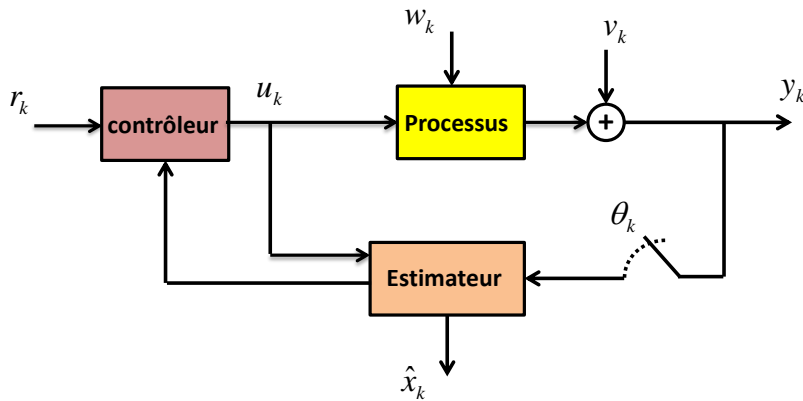 w_k
v_k
r_k
contrôleur
u_k
Processus
+
y_k
θ_k
Estimateur
x̂_k